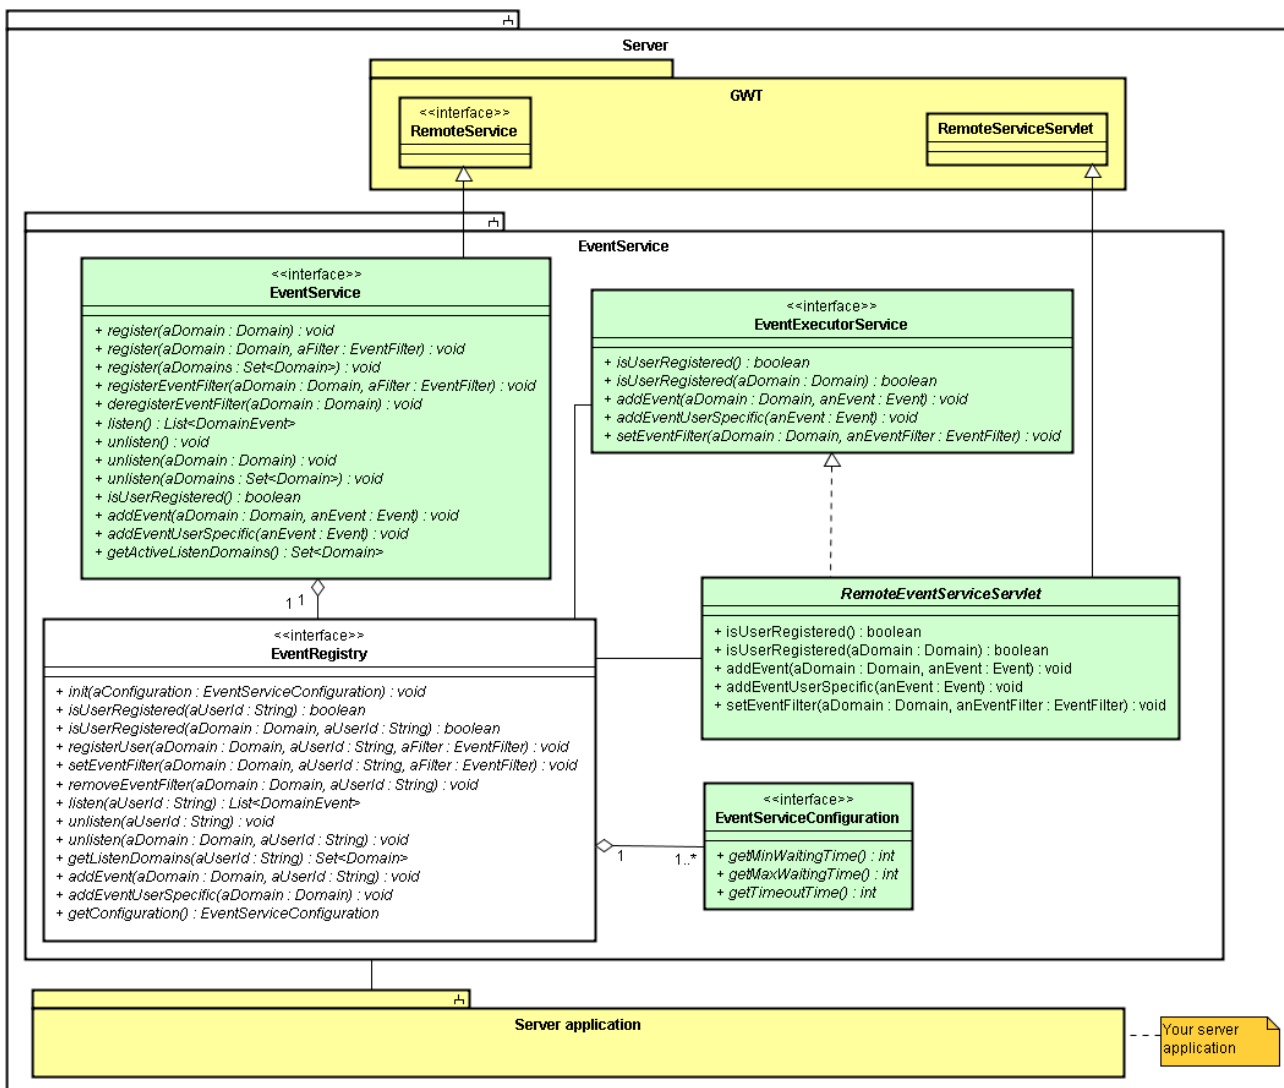 Server
GWT
<<interface>>
RemoteService
RemoteServiceServlet
EventService
<<interface>>
EventService
+ register(aDomain : Domain) : void
+ register(aDomain : Domain, aFilter : EventFilter) : void
+ register(aDomains : Set<Domain>) : void
+ registerEventFilter(aDomain : Domain, aFilter : EventFilter) : void
+ deregisterEventFilter(aDomain : Domain) : void
+ listen() : List<DomainEvent>
+ unlisten() : void
+ unlisten(aDomain : Domain) : void
+ unlisten(aDomains : Set<Domain>) : void
+ isUserRegistered() : boolean
+ addEvent(aDomain : Domain, anEvent : Event) : void
+ addEventUserSpecific(anEvent : Event) : void
+ getActiveListenDomains() : Set<Domain>
<<interface>>
EventExecutorService
+ isUserRegistered() : boolean
+ isUserRegistered(aDomain : Domain) : boolean
+ addEvent(aDomain : Domain, anEvent : Event) : void
+ addEventUserSpecific(anEvent : Event) : void
+ setEventFilter(aDomain : Domain, anEventFilter : EventFilter) : void
1 1
RemoteEventServiceServlet
+ isUserRegistered() : boolean
+ isUserRegistered(aDomain : Domain) : boolean
+ addEvent(aDomain : Domain, anEvent : Event) : void
+ addEventUserSpecific(anEvent : Event) : void
+ setEventFilter(aDomain : Domain, anEventFilter : EventFilter) : void
<<interface>>
EventRegistry
+ init(aConfiguration : EventServiceConfiguration) : void
+ isUserRegistered(aUserId : String) : boolean
+ isUserRegistered(aDomain : Domain, aUserId : String) : boolean
+ registerUser(aDomain : Domain, aUserId : String, aFilter : EventFilter) : void
+ setEventFilter(aDomain : Domain, aUserId : String, aFilter : EventFilter) : void
+ removeEventFilter(aDomain : Domain, aUserId : String) : void
+ listen(aUserId : String) : List<DomainEvent>
+ unlisten(aUserId : String) : void
+ unlisten(aDomain : Domain, aUserId : String) : void
+ getListenDomains(aUserId : String) : Set<Domain>
+ addEvent(aDomain : Domain, aUserId : String) : void
+ addEventUserSpecific(aDomain : Domain) : void
+ getConfiguration() : EventServiceConfiguration
1 1..*
<<interface>>
EventServiceConfiguration
+ getMinWaitingTime() : int
+ getMaxWaitingTime() : int
+ getTimeoutTime() : int
Server application
Your server
application